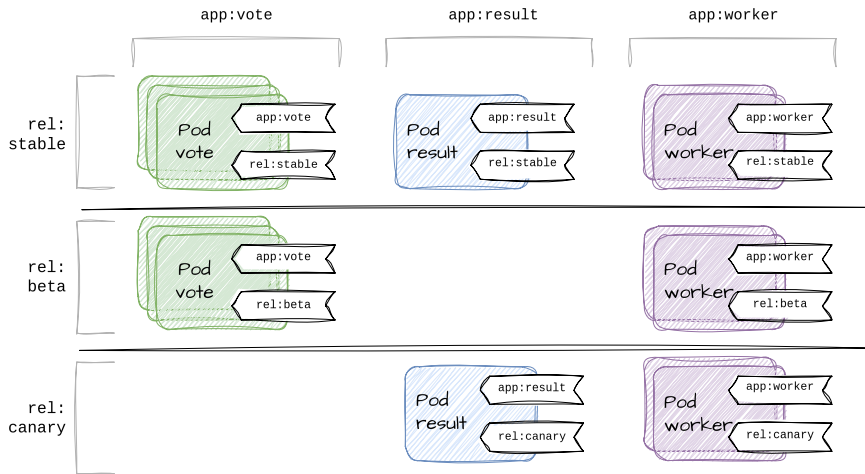 app:vote
app:result
app:worker
rel:
stable
Pod
vote
app:vote
rel:stable
Pod
result
app:result
rel:stable
Pod
worker
app:worker
rel:stable
rel:
beta
Pod
vote
app:vote
rel:beta
Pod
worker
app:worker
rel:beta
rel:
canary
Pod
result
app:result
rel:canary
Pod
worker
app:worker
rel:canary